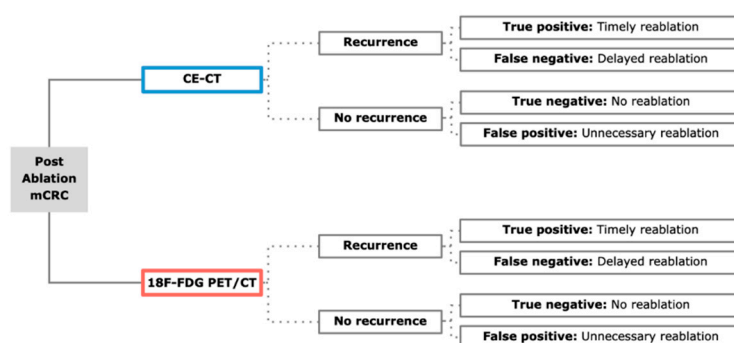 Post
Ablation
mCRC
CE-CT
Recurrence
True positive: Timely reablation
False negative: Delayed reablation
No recurrence
True negative: No reablation
False positive: Unnecessary reablation
18F-FDG PET/CT
Recurrence
True positive: Timely reablation
False negative: Delayed reablation
No recurrence
True negative: No reablation
False positive: Unnecessary reablation